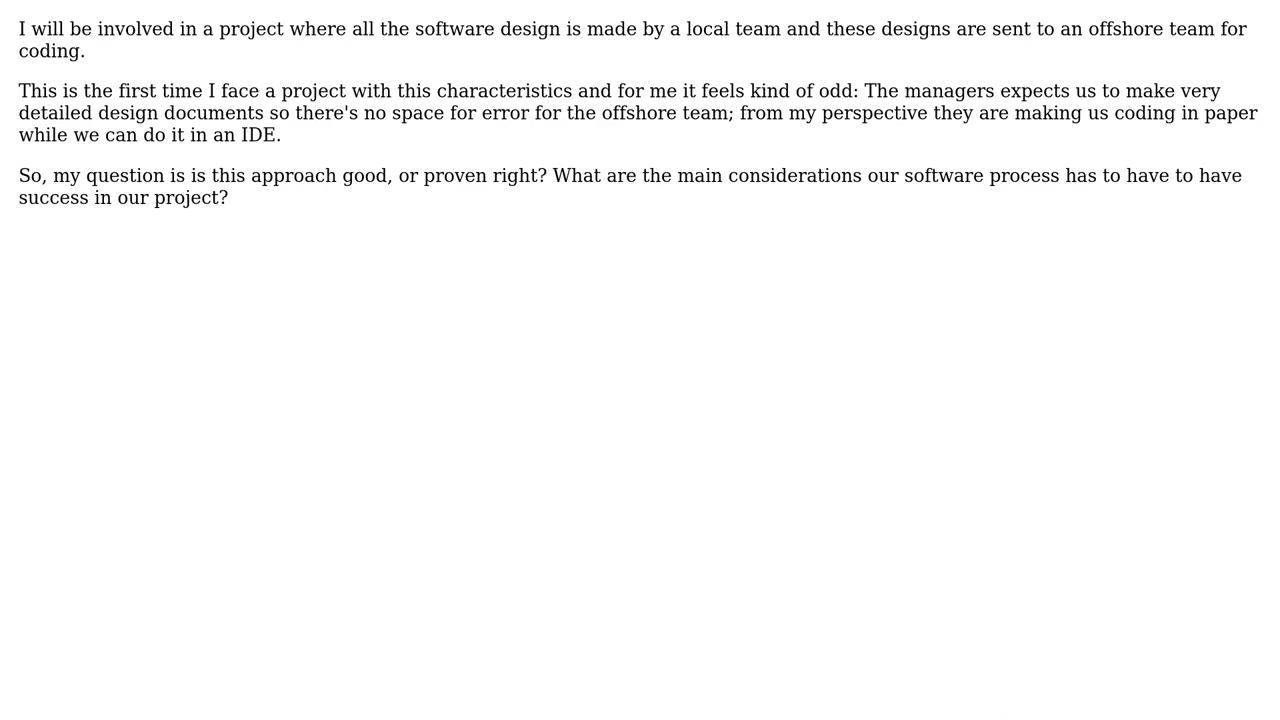 I will be involved in a project where all the software design is made by a local team and these designs are sent to an offshore team for
coding.
This is the first time I face a project with this characteristics and for me it feels kind of odd: The managers expects us to make very
detailed design documents so there's no space for error for the offshore team; from my perspective they are making us coding in paper
while we can do it in an IDE.
So, my question is is this approach good, or proven right? What are the main considerations our software process has to have to have
success in our project?